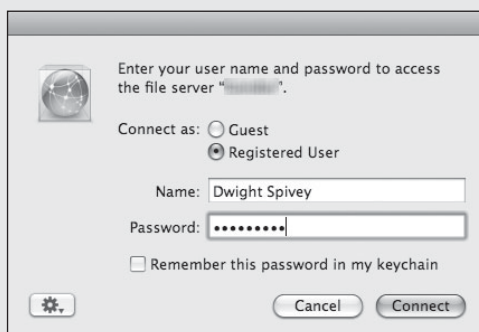 Enter your user name and password to access
the file server “ ”.
Connect as: Guest
Registered User
Name: Dwight Spivey
Password: •••••••••
Remember this password in my keychain
Cancel Connect